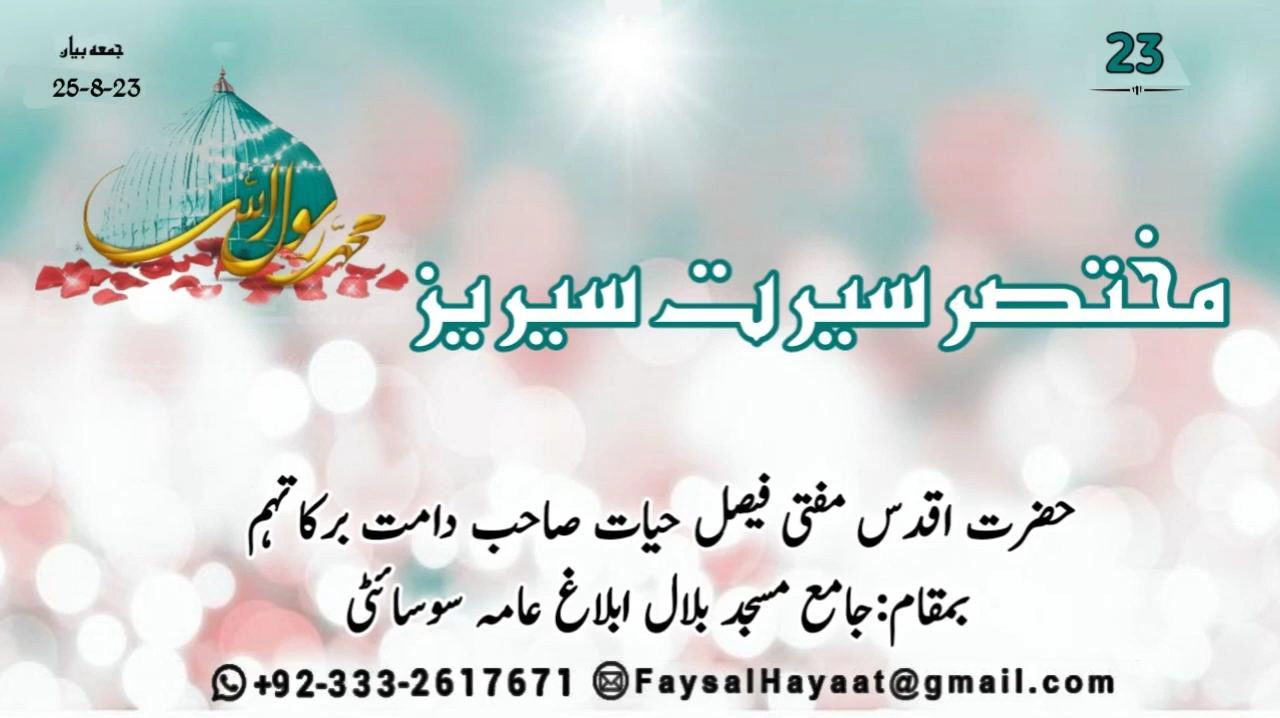 جمعہ بیان
25-8-23
23
محمد رسول اللہ
مختصر سیرت سیریز
حضرت اقدس مفتی فیصل حیات صاحب دامت برکاتہم
بمقام: جامع مسجد بلال ابلاغ عامہ سوسائٹی
+92-333-2617671 FaysalHayaat@gmail.com